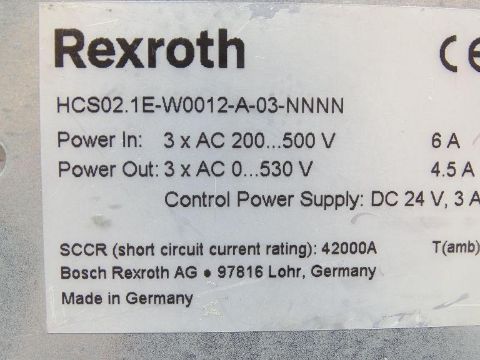 Rexroth CE
HCS02.1E-W0012-A-03-NNNN
Power In: 3 x AC 200...500 V 6 A
Power Out: 3 x AC 0...530 V 4.5 A
Control Power Supply: DC 24 V, 3 A
SCCR (short circuit current rating): 42000A T(amb)
Bosch Rexroth AG ● 97816 Lohr, Germany
Made in Germany